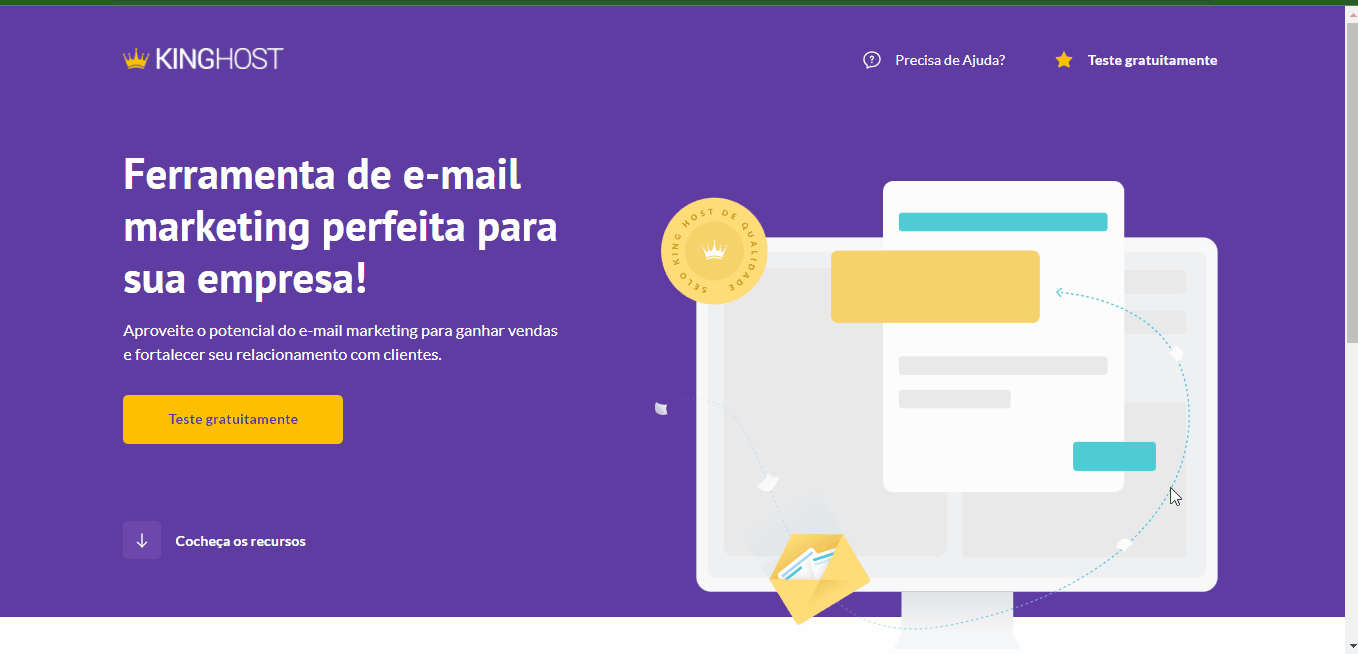 KINGHOST
Precisa de Ajuda?
Teste gratuitamente
Ferramenta de e-mail
marketing perfeita para
sua empresa!
Aproveite o potencial do e-mail marketing para ganhar vendas
e fortalecer seu relacionamento com clientes.
Teste gratuitamente
Cocheça os recursos
SELO KING HOST DE QUALIDADE